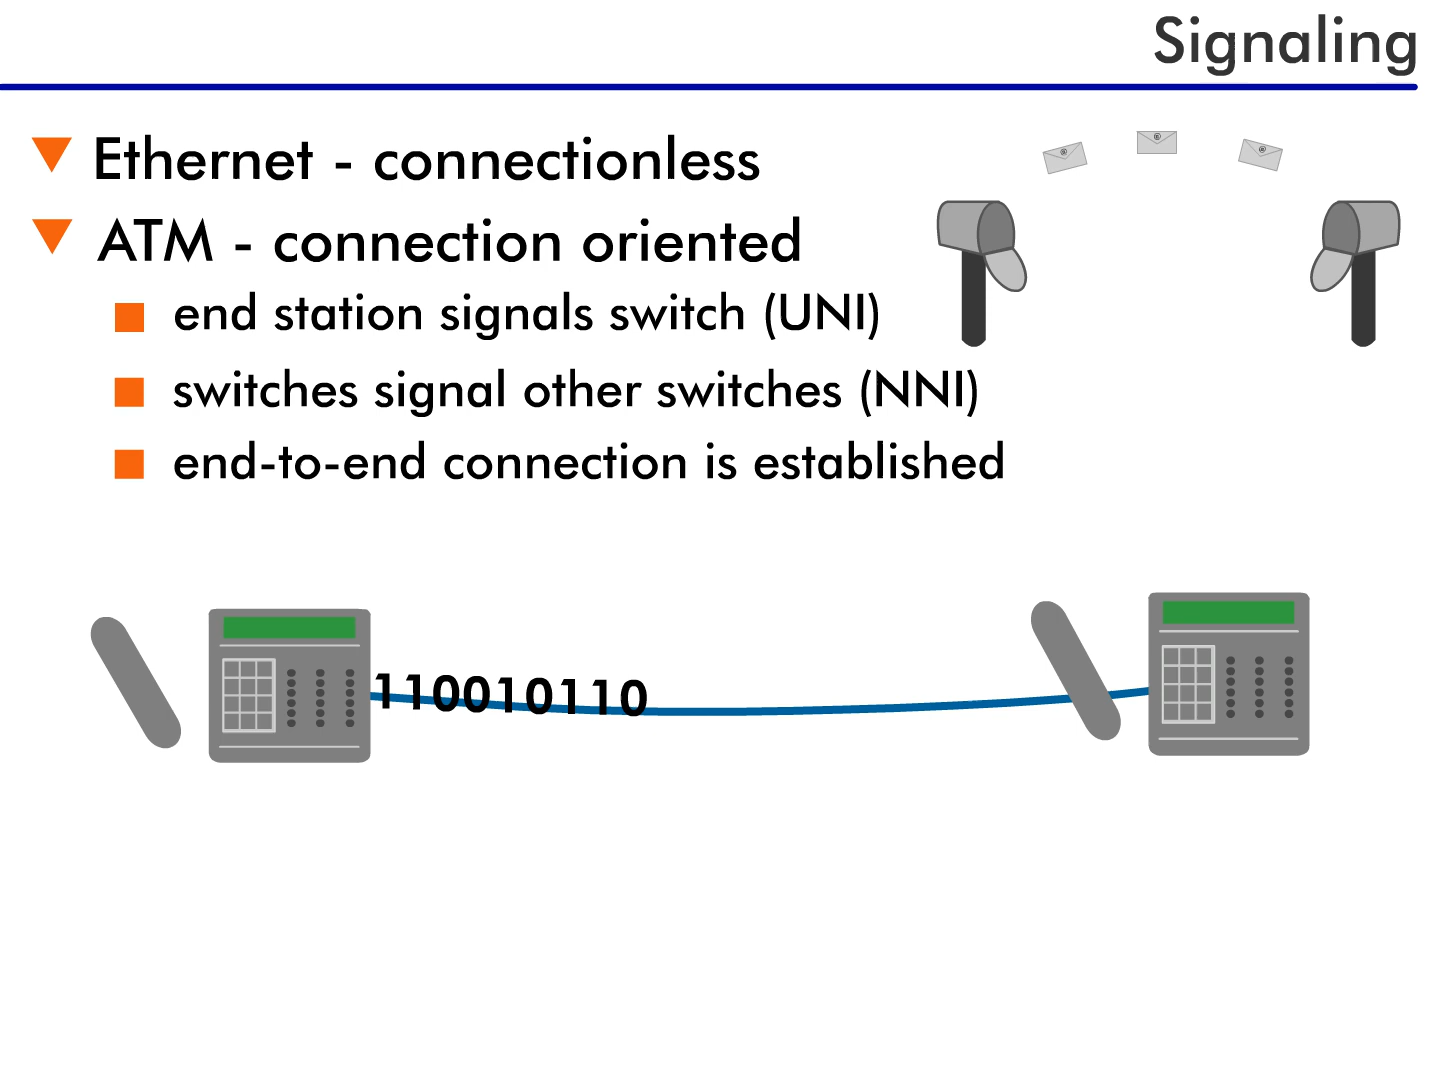 Signaling
Ethernet - connectionless
ATM - connection oriented
end station signals switch (UNI)
switches signal other switches (NNI)
end-to-end connection is established
110010110